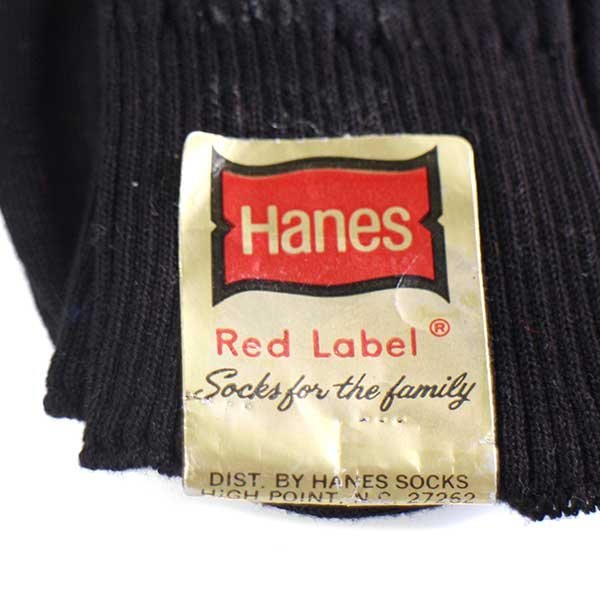 Hanes
Red Label ®
Socks for the family
DIST. BY HANES SOCKS
HIGH POINT, N.C. 27262